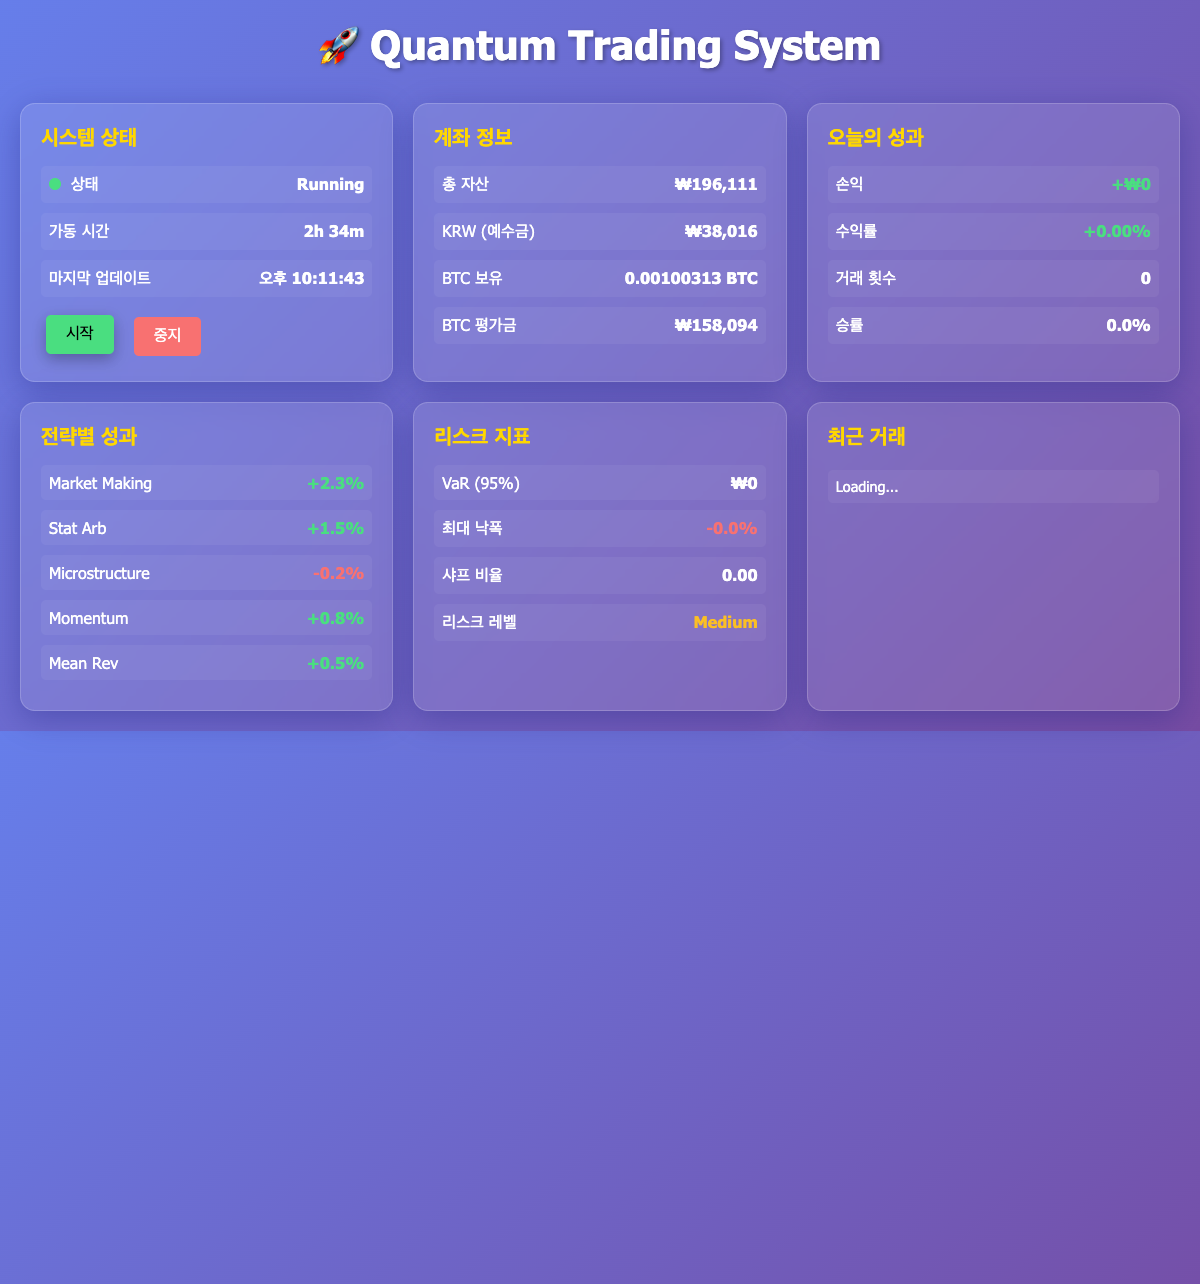 🚀 Quantum Trading System
시스템 상태
상태 Running
가동 시간 2h 34m
마지막 업데이트 오후 10:11:43
시작 중지
계좌 정보
총 자산 ₩196,111
KRW (예수금) ₩38,016
BTC 보유 0.00100313 BTC
BTC 평가금 ₩158,094
오늘의 성과
손익 +₩0
수익률 +0.00%
거래 횟수 0
승률 0.0%
전략별 성과
Market Making +2.3%
Stat Arb +1.5%
Microstructure -0.2%
Momentum +0.8%
Mean Rev +0.5%
리스크 지표
VaR (95%) ₩0
최대 낙폭 -0.0%
샤프 비율 0.00
리스크 레벨 Medium
최근 거래
Loading...